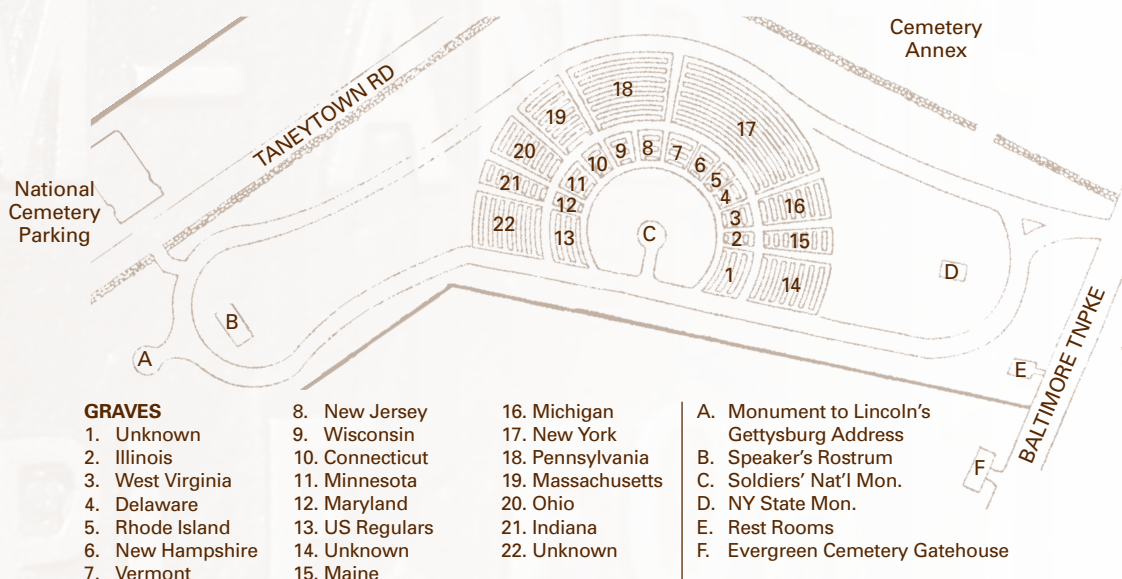 Cemetery
Annex
TANEYTOWN RD
National
Cemetery
Parking
18
19
17
20
8
9
7
10
6
21
11
5
4
12
16
3
22
13
C
2
15
1
14
D
B
A
E
F
BALTIMORE TNPKE
GRAVES
1. Unknown
2. Illinois
3. West Virginia
4. Delaware
5. Rhode Island
6. New Hampshire
7. Vermont
8. New Jersey
9. Wisconsin
10. Connecticut
11. Minnesota
12. Maryland
13. US Regulars
14. Unknown
15. Maine
16. Michigan
17. New York
18. Pennsylvania
19. Massachusetts
20. Ohio
21. Indiana
22. Unknown
A. Monument to Lincoln's
Gettysburg Address
B. Speaker's Rostrum
C. Soldiers' Nat'l Mon.
D. NY State Mon.
E. Rest Rooms
F. Evergreen Cemetery Gatehouse